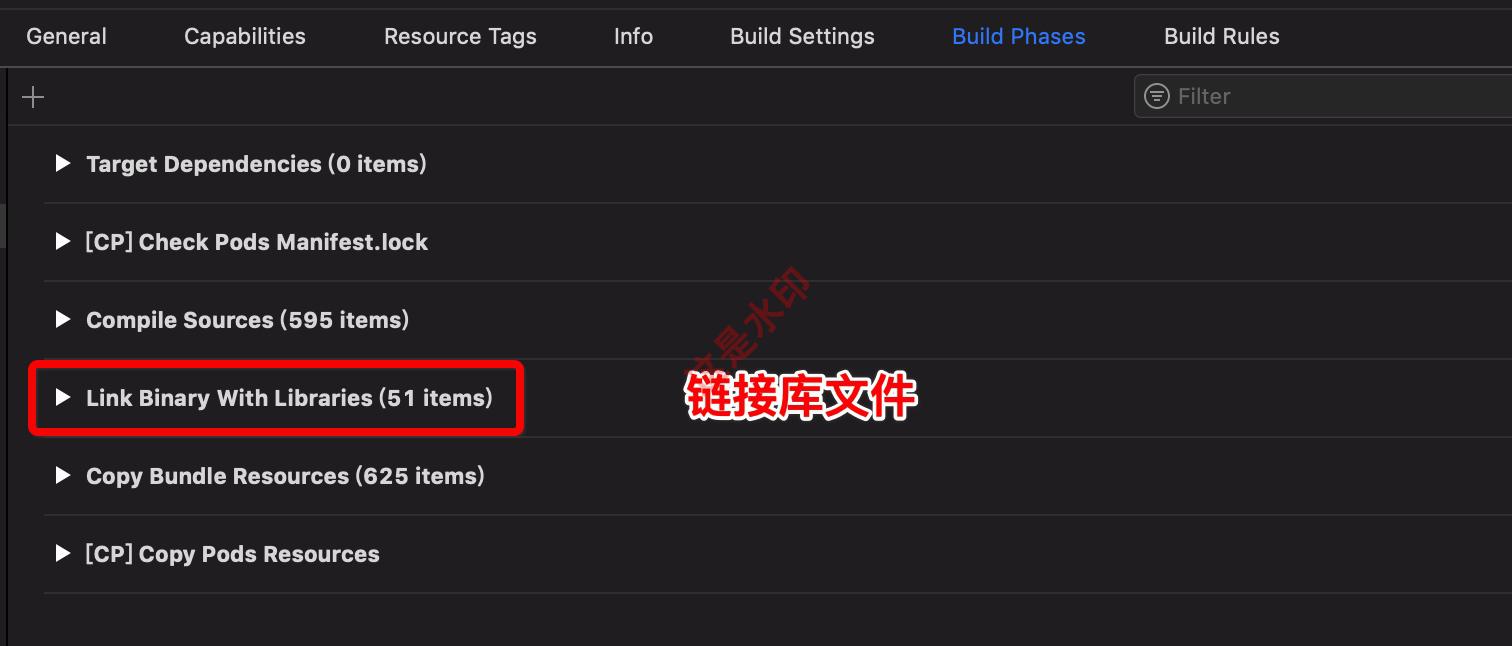 General Capabilities Resource Tags Info Build Settings Build Phases Build Rules
Filter
Target Dependencies (0 items)
[CP] Check Pods Manifest.lock
Compile Sources (595 items)
这是水印
Link Binary With Libraries (51 items) 链接库文件
Copy Bundle Resources (625 items)
[CP] Copy Pods Resources